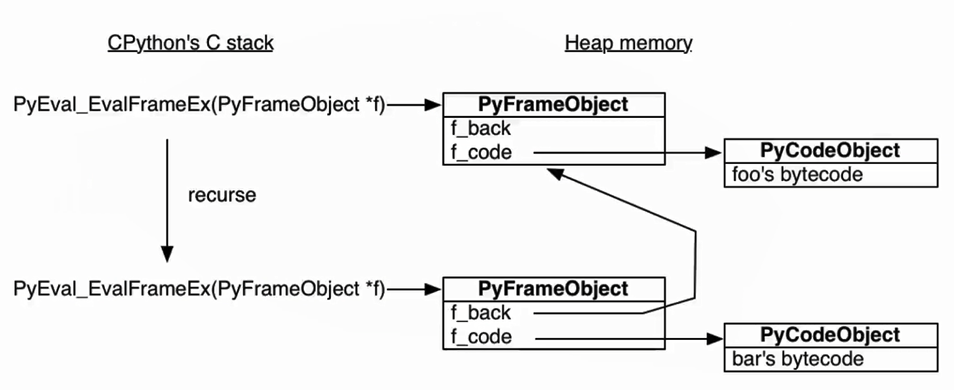 CPython's C stack
Heap memory
PyEval_EvalFrameEx(PyFrameObject *f)
PyFrameObject
f_back
f_code
PyCodeObject
foo's bytecode
recurse
PyEval_EvalFrameEx(PyFrameObject *f)
PyFrameObject
f_back
f_code
PyCodeObject
bar's bytecode